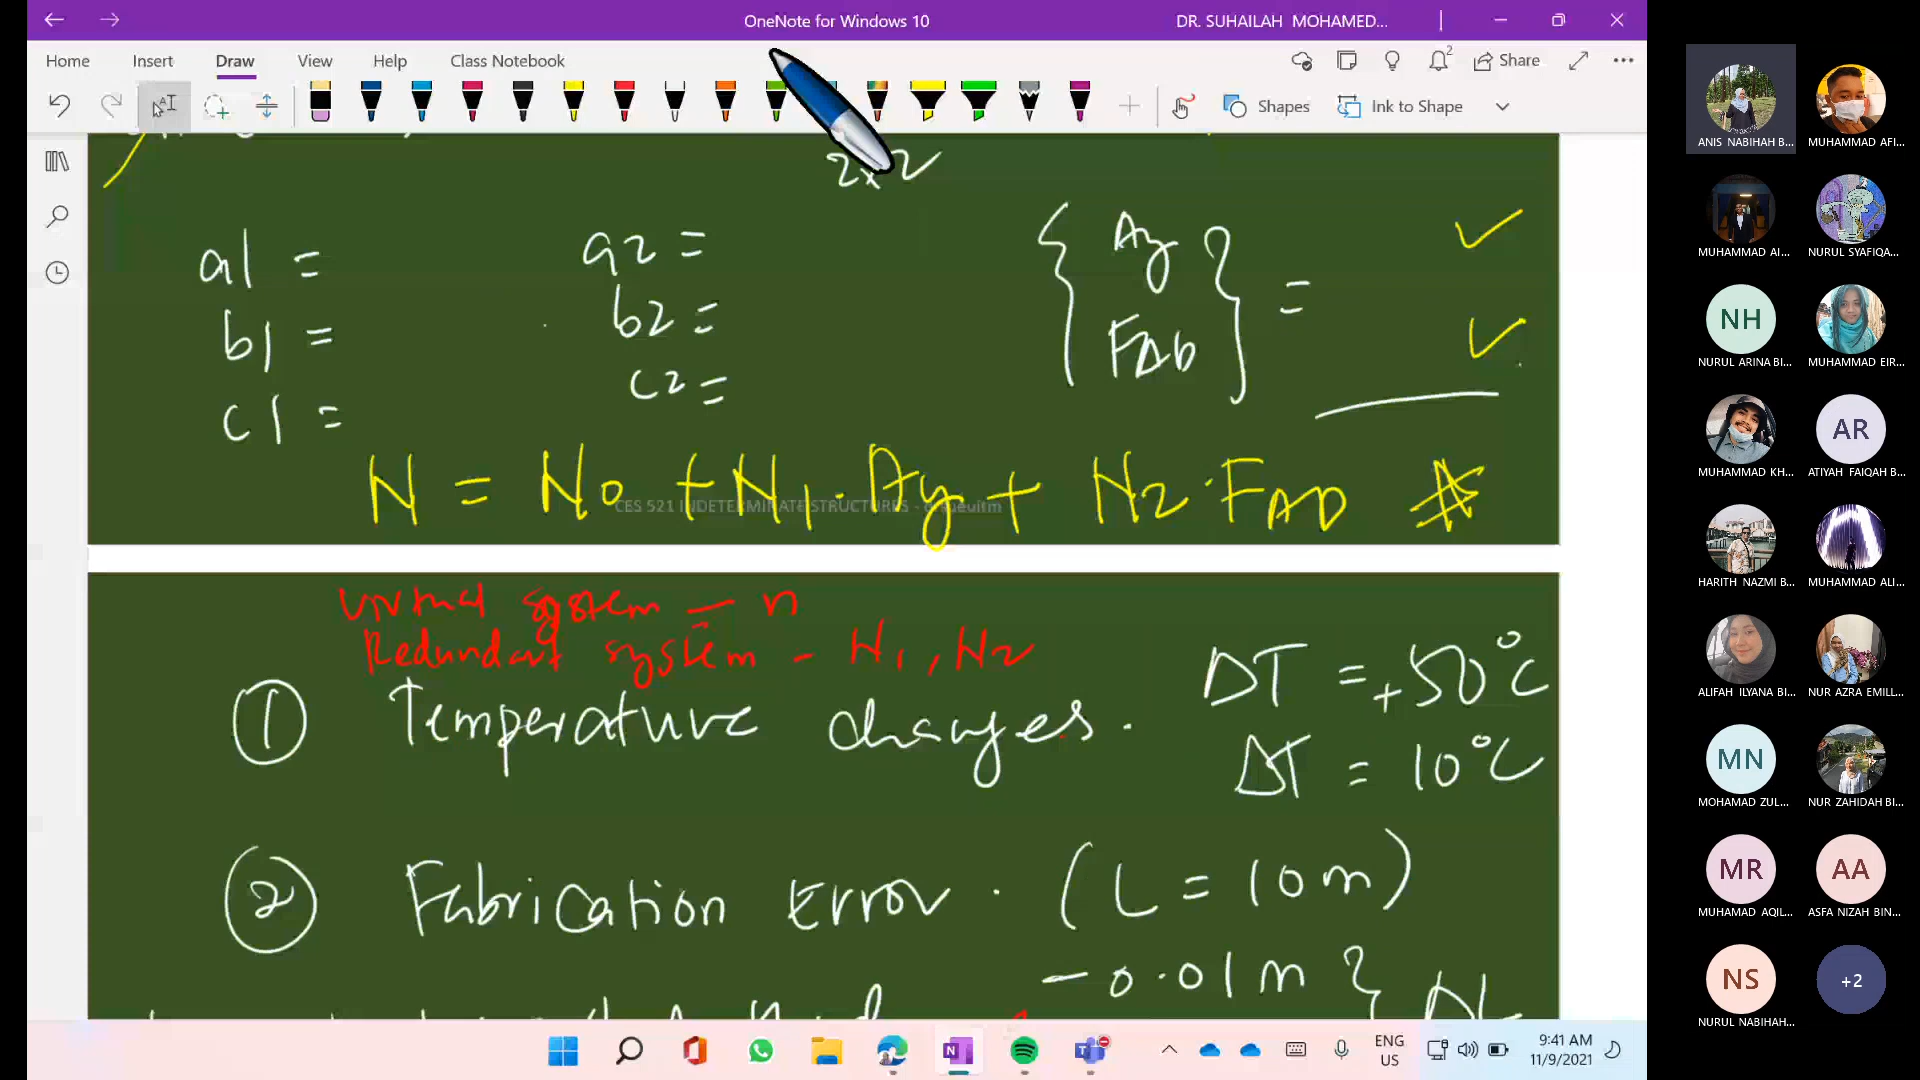 OneNote for Windows 10
DR. SUHAILAH MOHAMED...
Home Insert Draw View Help Class Notebook
2
Share
Shapes
Ink to Shape
2x2
a1 =
b1 =
c1 =
a2 =
b2 =
c2 =
{ Ay
FAb } =
N = No + N1 . Ay + N2 . FAD
CES 521 INDETERMINATE STRUCTURES -
virtual system - n
Redundant system - N1, N2
① Temperature changes.
ΔT = +50°C
ΔT = 10°C
② Fabrication Error. (L = 10m)
-0.01m }
ENG
US
9:41 AM
11/9/2021
ANIS NABIHAH B...
MUHAMMAD AFI...
MUHAMMAD AI...
NURUL SYAFIQA...
NH
NURUL ARINA BI...
MUHAMMAD EIR...
MUHAMMAD KH...
AR
ATIYAH FAIQAH B...
HARITH NAZMI B...
MUHAMMAD ALI...
ALIFAH ILYANA BI...
NUR AZRA EMILL...
MN
MOHAMAD ZUL...
NUR ZAHIDAH BI...
MR
MUHAMAD AQIL...
AA
ASFA NIZAH BIN...
NS
NURUL NABIHAH...
+2